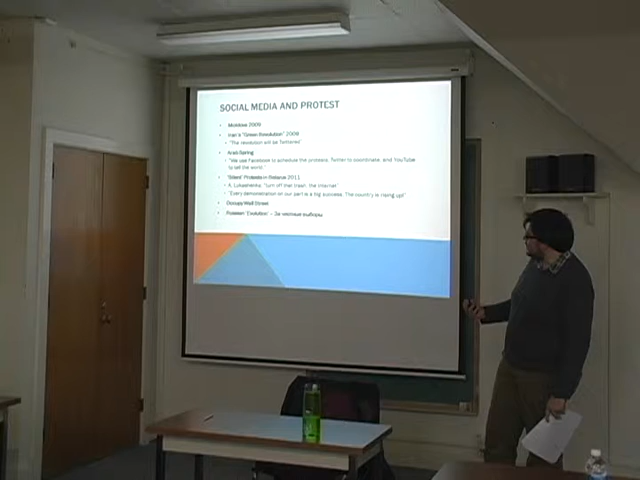 SOCIAL MEDIA AND PROTEST
Moldova 2009
Iran's "Green Revolution" 2009
"The revolution will be Twittered"
Arab Spring
"We use Facebook to schedule the protests, Twitter to coordinate, and YouTube
to tell the world."
"Silent" Protests in Belarus 2011
A. Lukashenka: "turn off that trash, the internet"
"Every demonstration on our part is a big success. The country is rising up!"
Occupy Wall Street
Russian 'Evolution' – За честные выборы